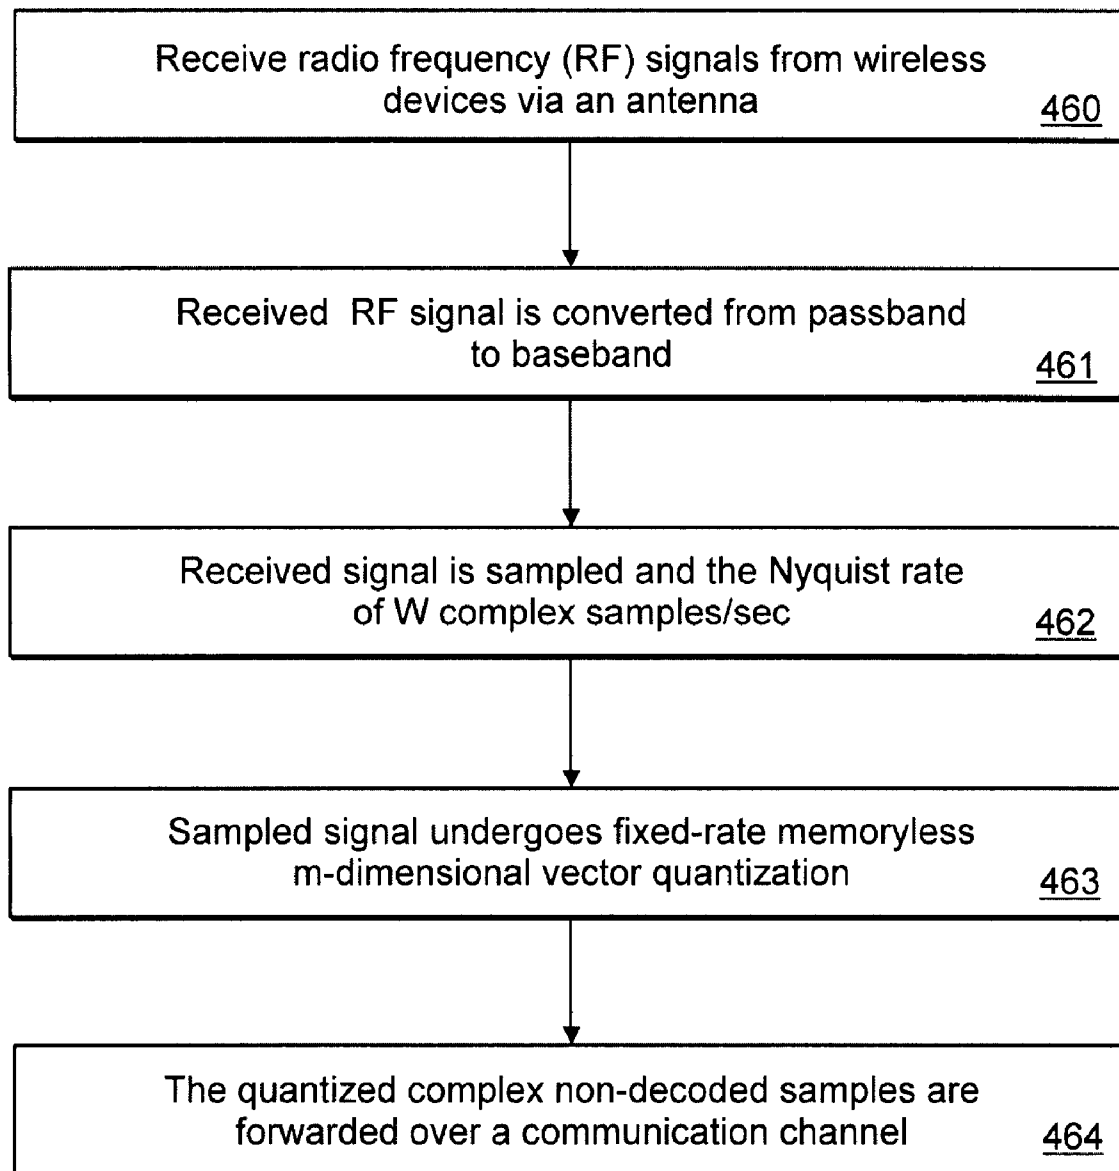 Receive radio frequency (RF) signals from wireless
devices via an antenna
460
Received RF signal is converted from passband
to baseband
461
Received signal is sampled and the Nyquist rate
of W complex samples/sec
462
Sampled signal undergoes fixed-rate memoryless
m-dimensional vector quantization
463
The quantized complex non-decoded samples are
forwarded over a communication channel
464